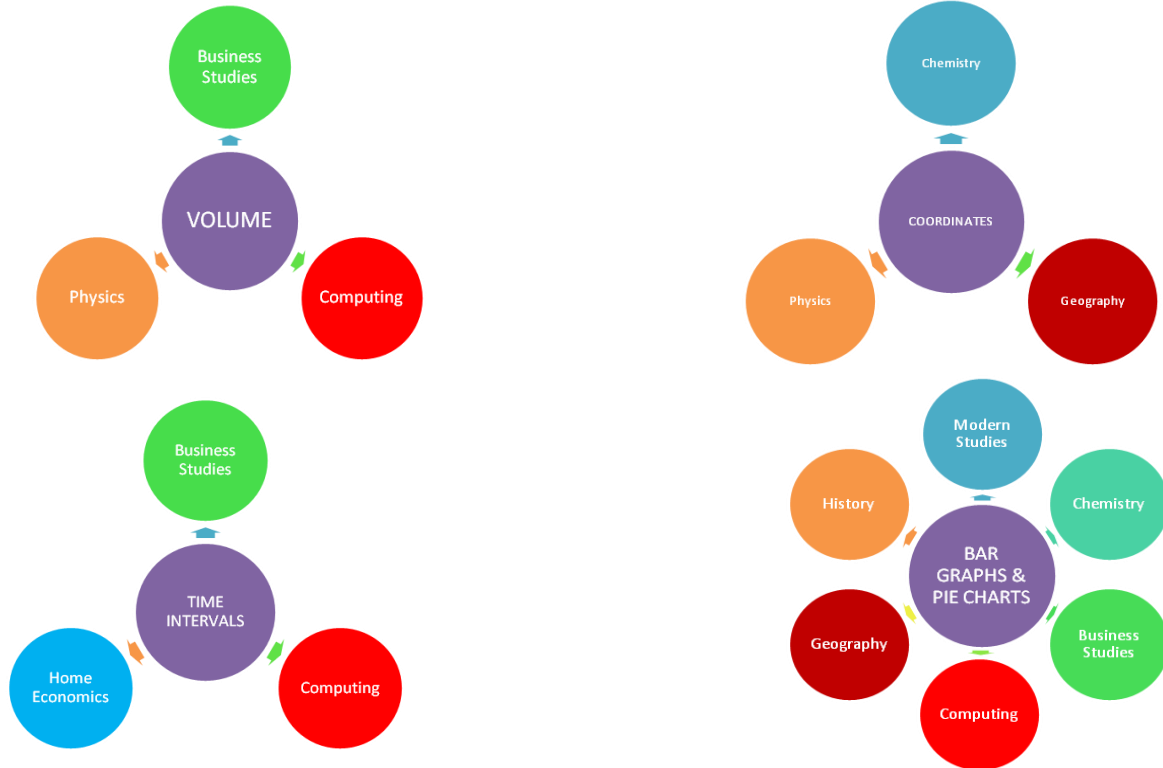 Business
Studies
VOLUME
Physics
Computing
Chemistry
COORDINATES
Physics
Geography
Business
Studies
TIME
INTERVALS
Home
Economics
Computing
Modern
Studies
History
Chemistry
BAR
GRAPHS &
PIE CHARTS
Geography
Business
Studies
Computing